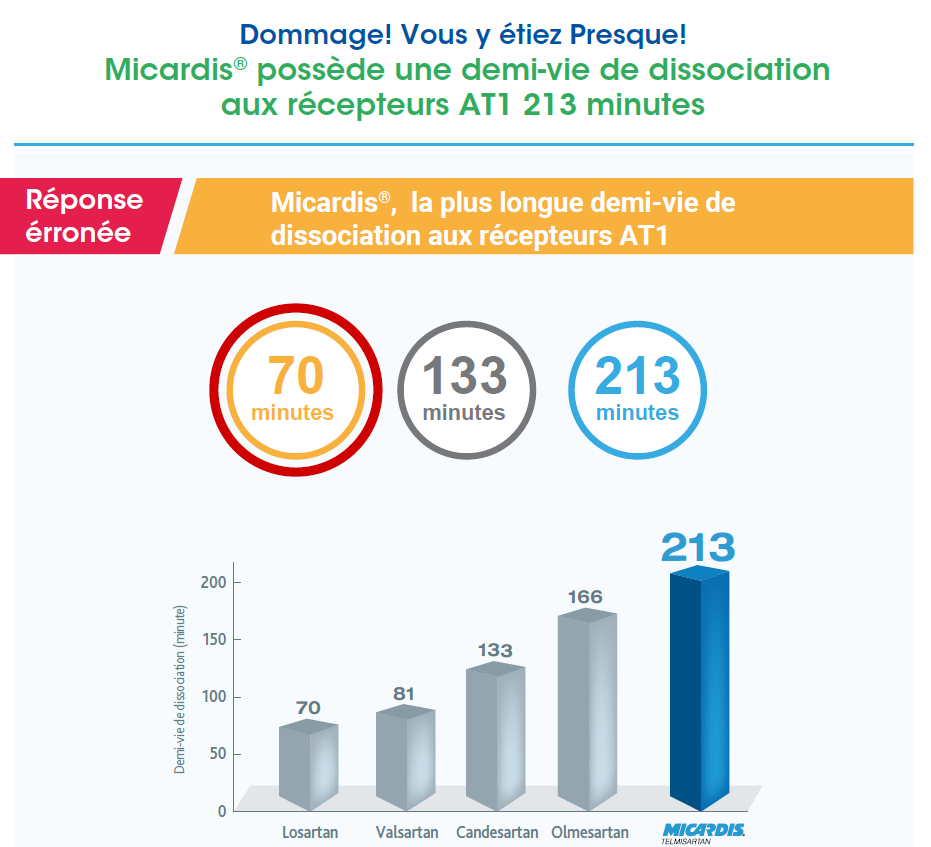 Dommage! Vous y étiez Presque!
Micardis® possède une demi-vie de dissociation
aux récepteurs AT1 213 minutes
Réponse
érronée
Micardis®, la plus longue demi-vie de
dissociation aux récepteurs AT1
70
minutes
133
minutes
213
minutes
Demi-vie de dissociation (minute)
200
150
100
50
0
70
81
133
166
213
Losartan
Valsartan
Candesartan
Olmesartan
MICARDIS®
TELMISARTAN